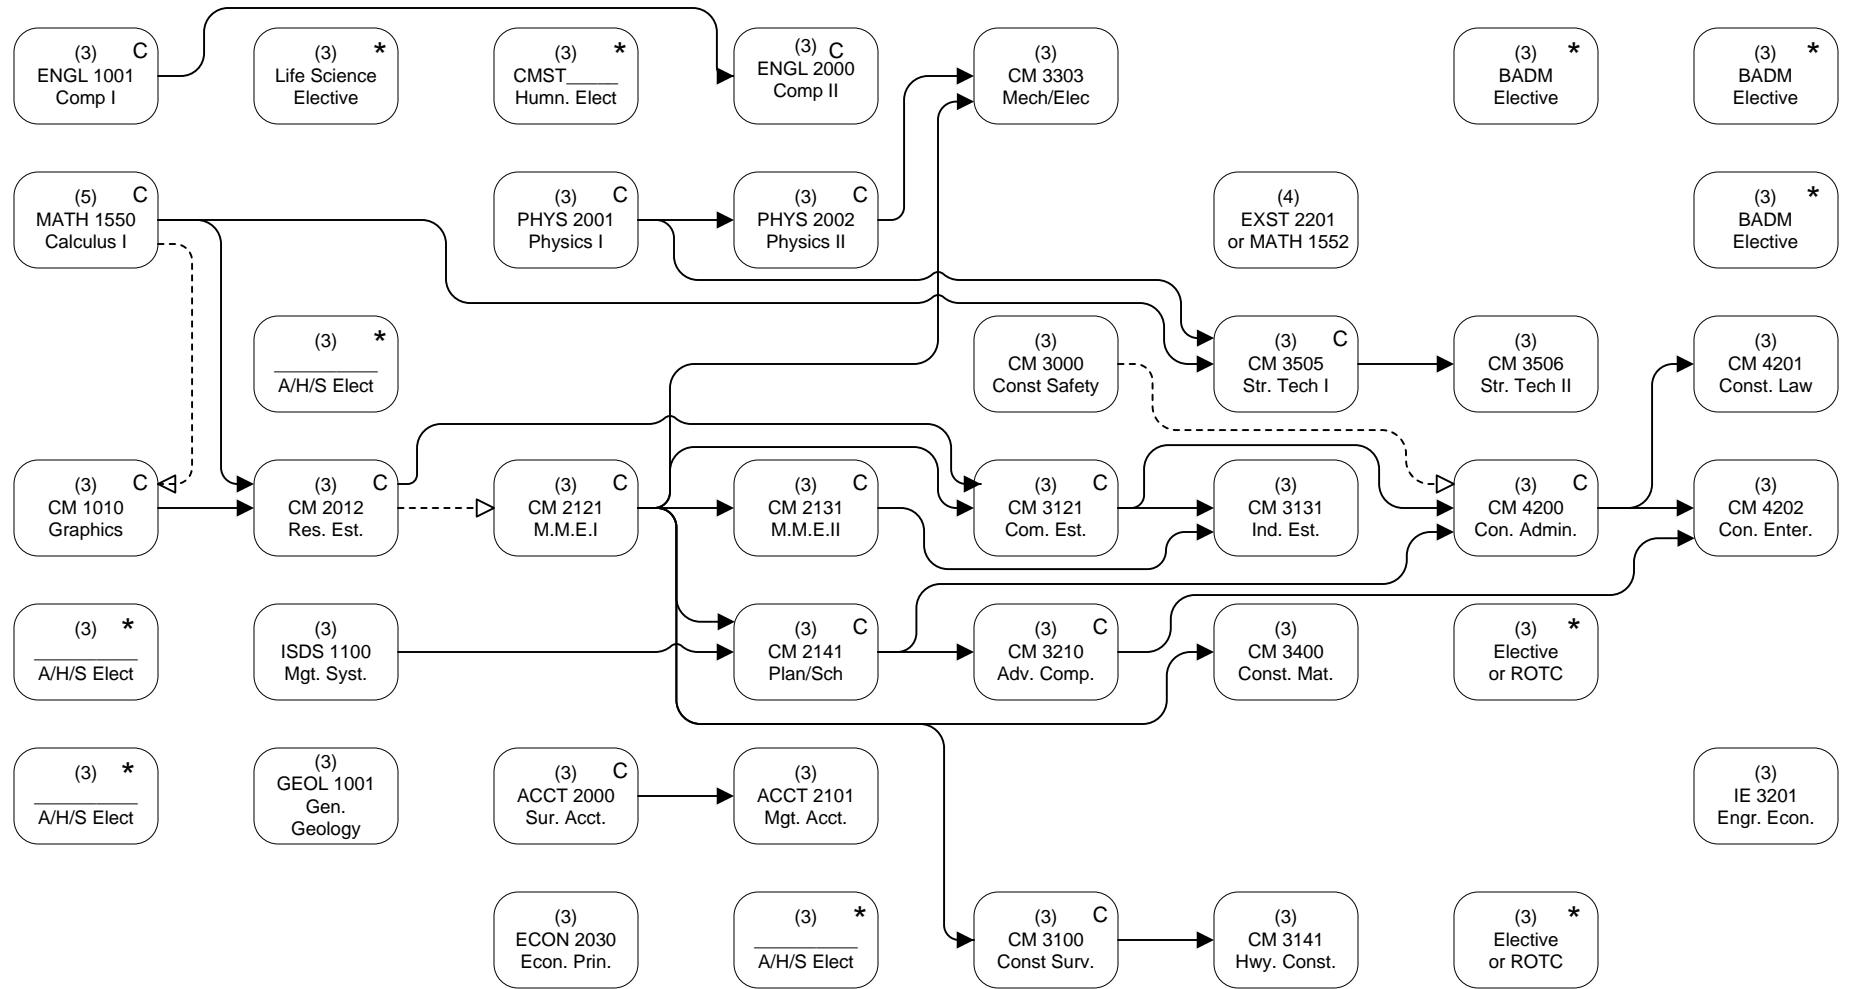 (3) C
ENGL 1001
Comp I
(3) *
Life Science
Elective
(3) *
CMST_____
Humn. Elect
(3) C
ENGL 2000
Comp II
(3)
CM 3303
Mech/Elec
(3) *
BADM
Elective
(3) *
BADM
Elective
(5) C
MATH 1550
Calculus I
(3) C
PHYS 2001
Physics I
(3) C
PHYS 2002
Physics II
(4)
EXST 2201
or MATH 1552
(3) *
BADM
Elective
(3) *
__________
A/H/S Elect
(3)
CM 3000
Const Safety
(3) C
CM 3505
Str. Tech I
(3)
CM 3506
Str. Tech II
(3)
CM 4201
Const. Law
(3) C
CM 1010
Graphics
(3) C
CM 2012
Res. Est.
(3) C
CM 2121
M.M.E.I
(3) C
CM 2131
M.M.E.II
(3) C
CM 3121
Com. Est.
(3)
CM 3131
Ind. Est.
(3) C
CM 4200
Con. Admin.
(3)
CM 4202
Con. Enter.
(3) *
__________
A/H/S Elect
(3)
ISDS 1100
Mgt. Syst.
(3) C
CM 2141
Plan/Sch
(3) C
CM 3210
Adv. Comp.
(3)
CM 3400
Const. Mat.
(3) *
Elective
or ROTC
(3) *
__________
A/H/S Elect
(3)
GEOL 1001
Gen.
Geology
(3) C
ACCT 2000
Sur. Acct.
(3)
ACCT 2101
Mgt. Acct.
(3)
IE 3201
Engr. Econ.
(3)
ECON 2030
Econ. Prin.
(3) *
__________
A/H/S Elect
(3) C
CM 3100
Const Surv.
(3)
CM 3141
Hwy. Const.
(3) *
Elective
or ROTC